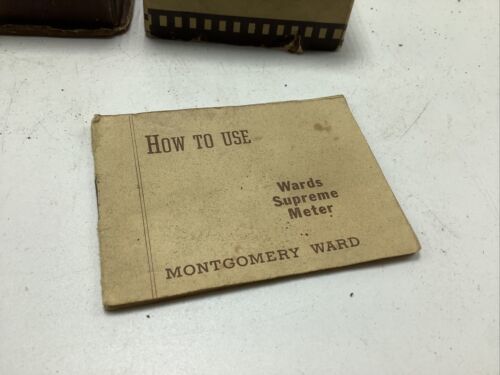 HOW TO USE
Wards
Supreme
Meter
MONTGOMERY WARD